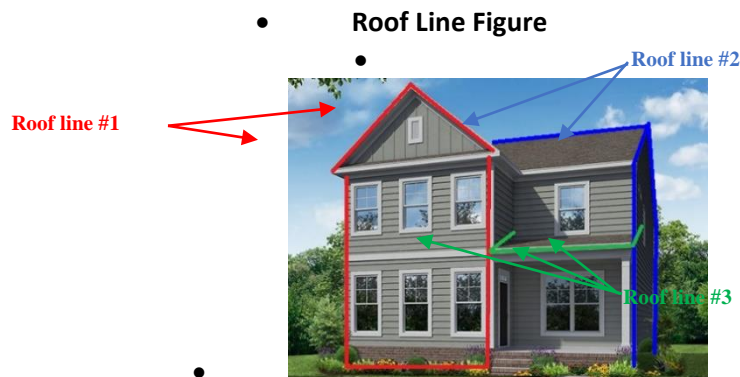 • Roof Line Figure
•
Roof line #2
Roof line #1
Roof line #3
•